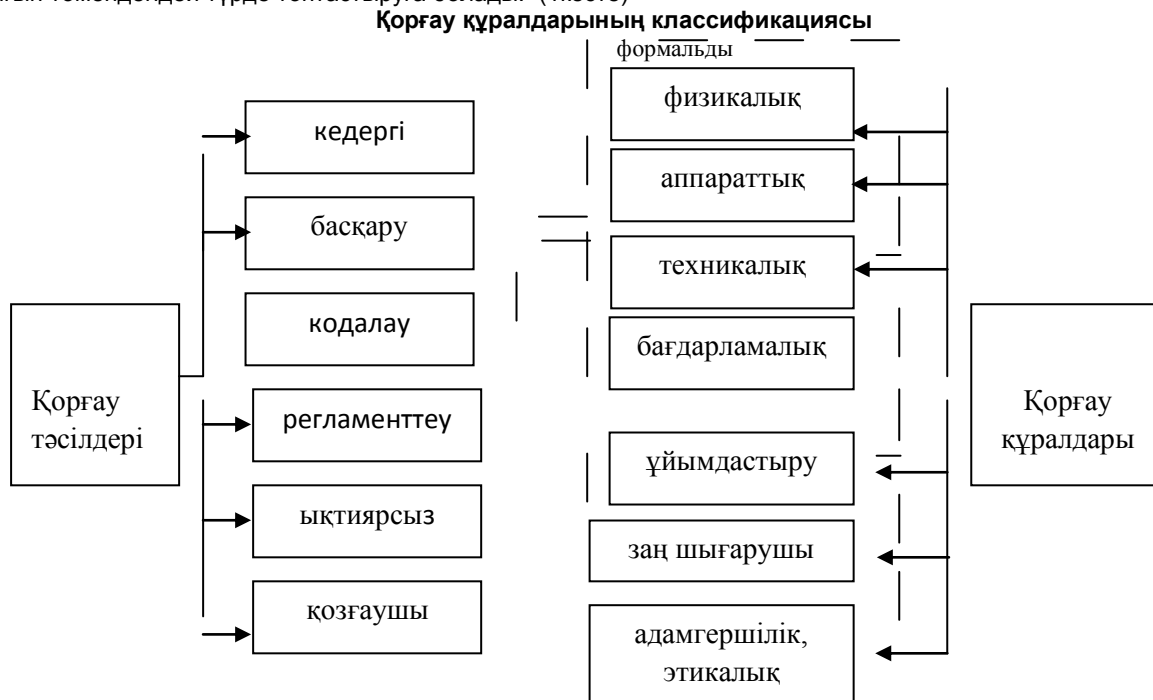 Қорғау құралдарының классификациясы
формальды
кедергі
басқару
кодалау
регламенттеу
ықтиярсыз
қозғаушы
Қорғау
тәсілдері
физикалық
аппараттық
техникалық
бағдарламалық
ұйымдастыру
заң шығарушы
адамгершілік,
этикалық
Қорғау
құралдары